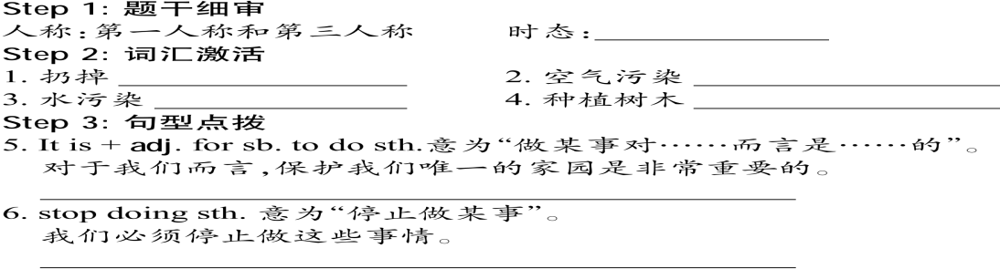 Step 1: 题干细审
人称:第一人称和第三人称 时态:
Step 2: 词汇激活
1. 扔掉 2. 空气污染
3. 水污染 4. 种植树木
Step 3: 句型点拨
5. It is + adj. for sb. to do sth.意为“做某事对……而言是……的”。
对于我们而言,保护我们唯一的家园是非常重要的。
6. stop doing sth. 意为“停止做某事”。
我们必须停止做这些事情。